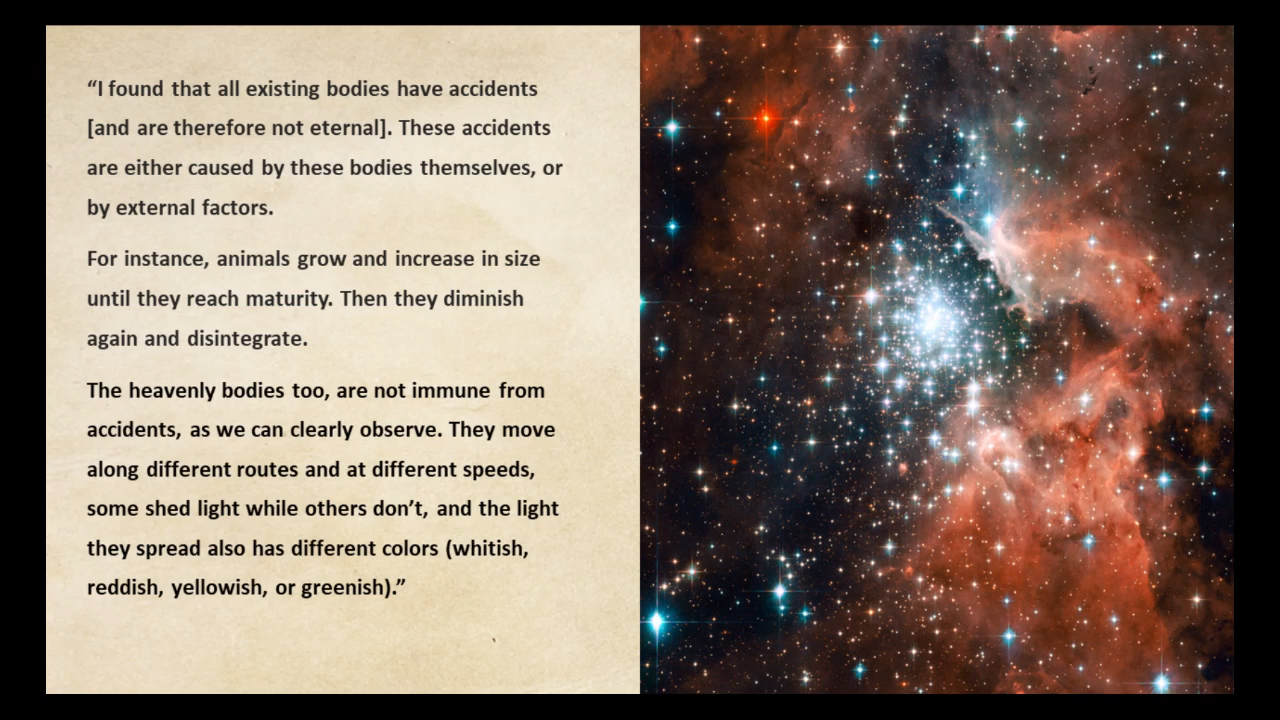 “I found that all existing bodies have accidents
[and are therefore not eternal]. These accidents
are either caused by these bodies themselves, or
by external factors.
For instance, animals grow and increase in size
until they reach maturity. Then they diminish
again and disintegrate.
The heavenly bodies too, are not immune from
accidents, as we can clearly observe. They move
along different routes and at different speeds,
some shed light while others don’t, and the light
they spread also has different colors (whitish,
reddish, yellowish, or greenish).”